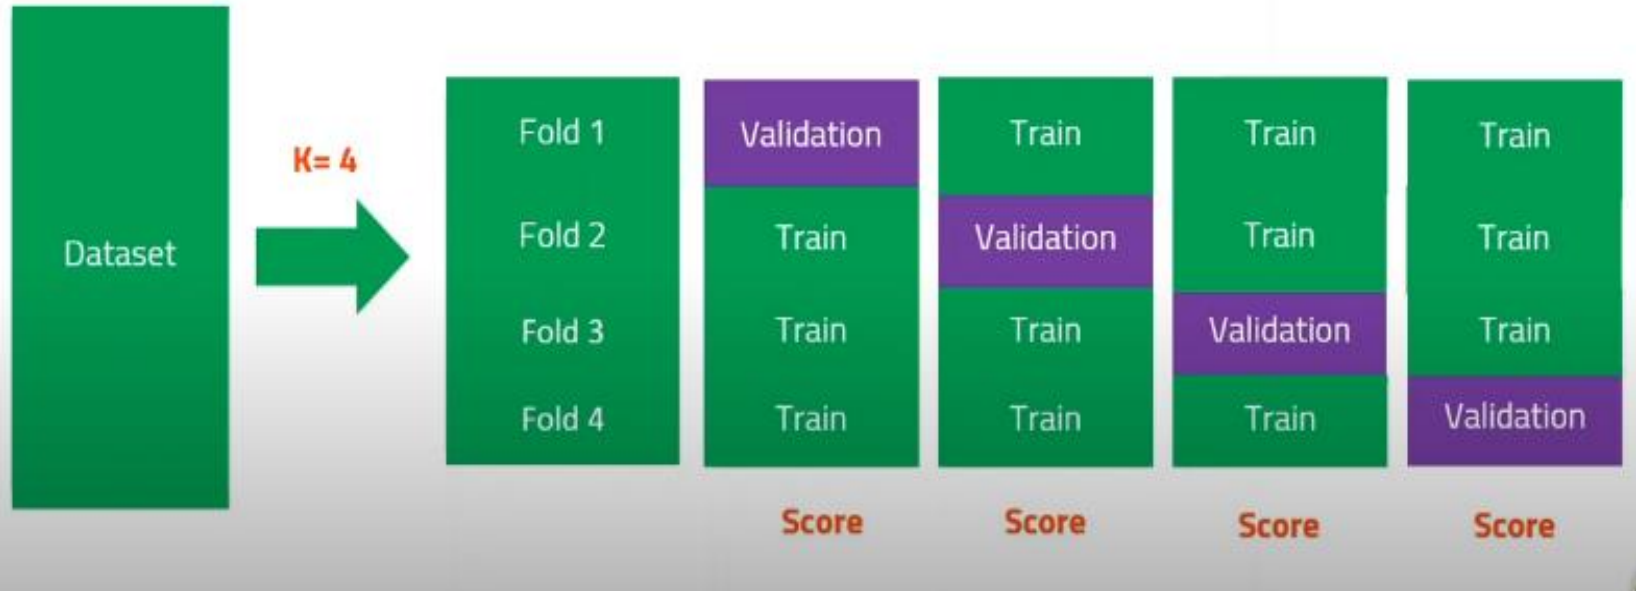 Dataset
K= 4
Fold 1
Fold 2
Fold 3
Fold 4
Validation
Train
Train
Train
Score
Train
Validation
Train
Train
Score
Train
Train
Validation
Train
Score
Train
Train
Train
Validation
Score